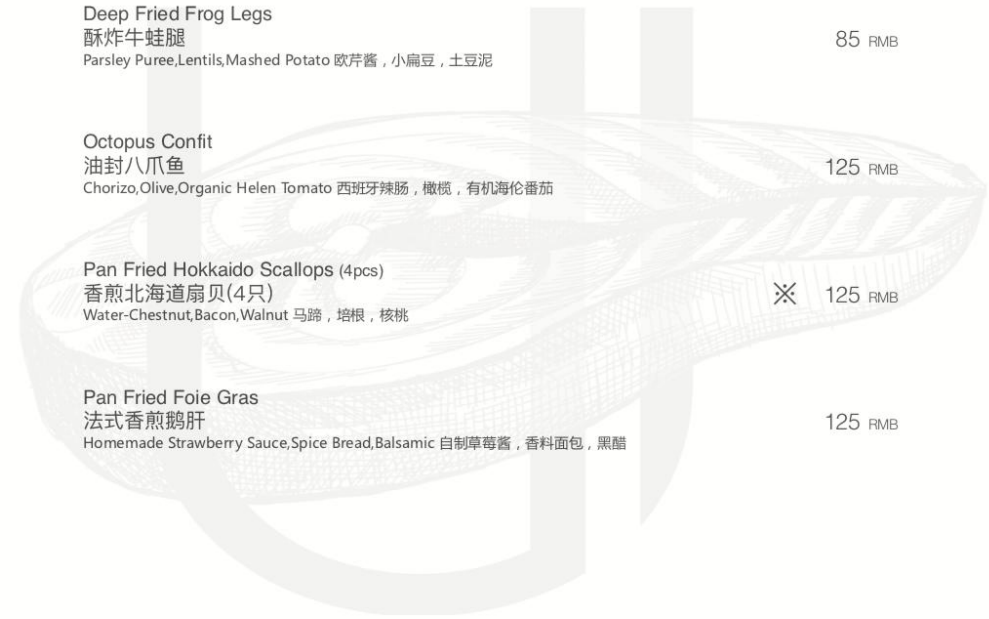 Deep Fried Frog Legs
酥炸牛蛙腿
85 RMB
Parsley Puree,Lentils,Mashed Potato 欧芹酱，小扁豆，土豆泥
Octopus Confit
油封八爪鱼
125 RMB
Chorizo,Olive,Organic Helen Tomato 西班牙辣肠，橄榄，有机海伦番茄
Pan Fried Hokkaido Scallops (4pcs)
香煎北海道扇贝(4只)
※ 125 RMB
Water-Chestnut,Bacon,Walnut 马蹄，培根，核桃
Pan Fried Foie Gras
法式香煎鹅肝
125 RMB
Homemade Strawberry Sauce,Spice Bread,Balsamic 自制草莓酱，香料面包，黑醋